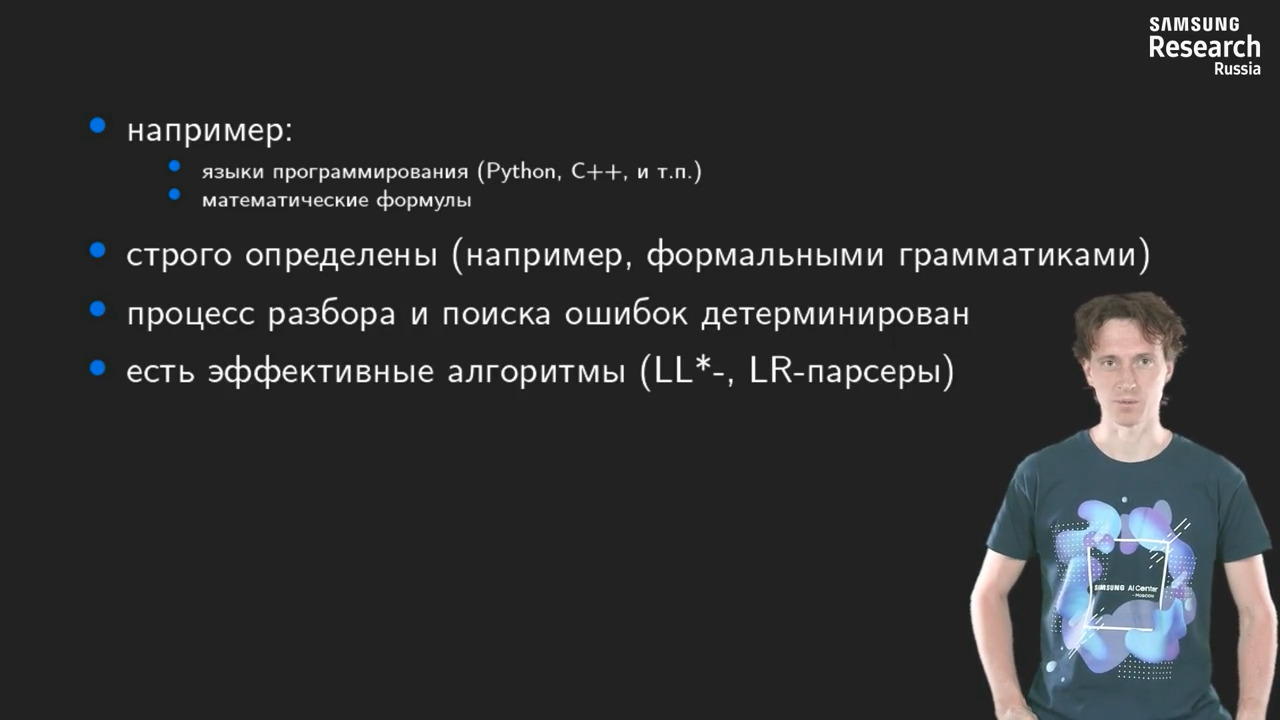 SAMSUNG
Research
Russia
например:
языки программирования (Python, C++, и т.п.)
математические формулы
строго определены (например, формальными грамматиками)
процесс разбора и поиска ошибок детерминирован
есть эффективные алгоритмы (LL*-, LR-парсеры)
SAMSUNG AI Center
- MOSCOW